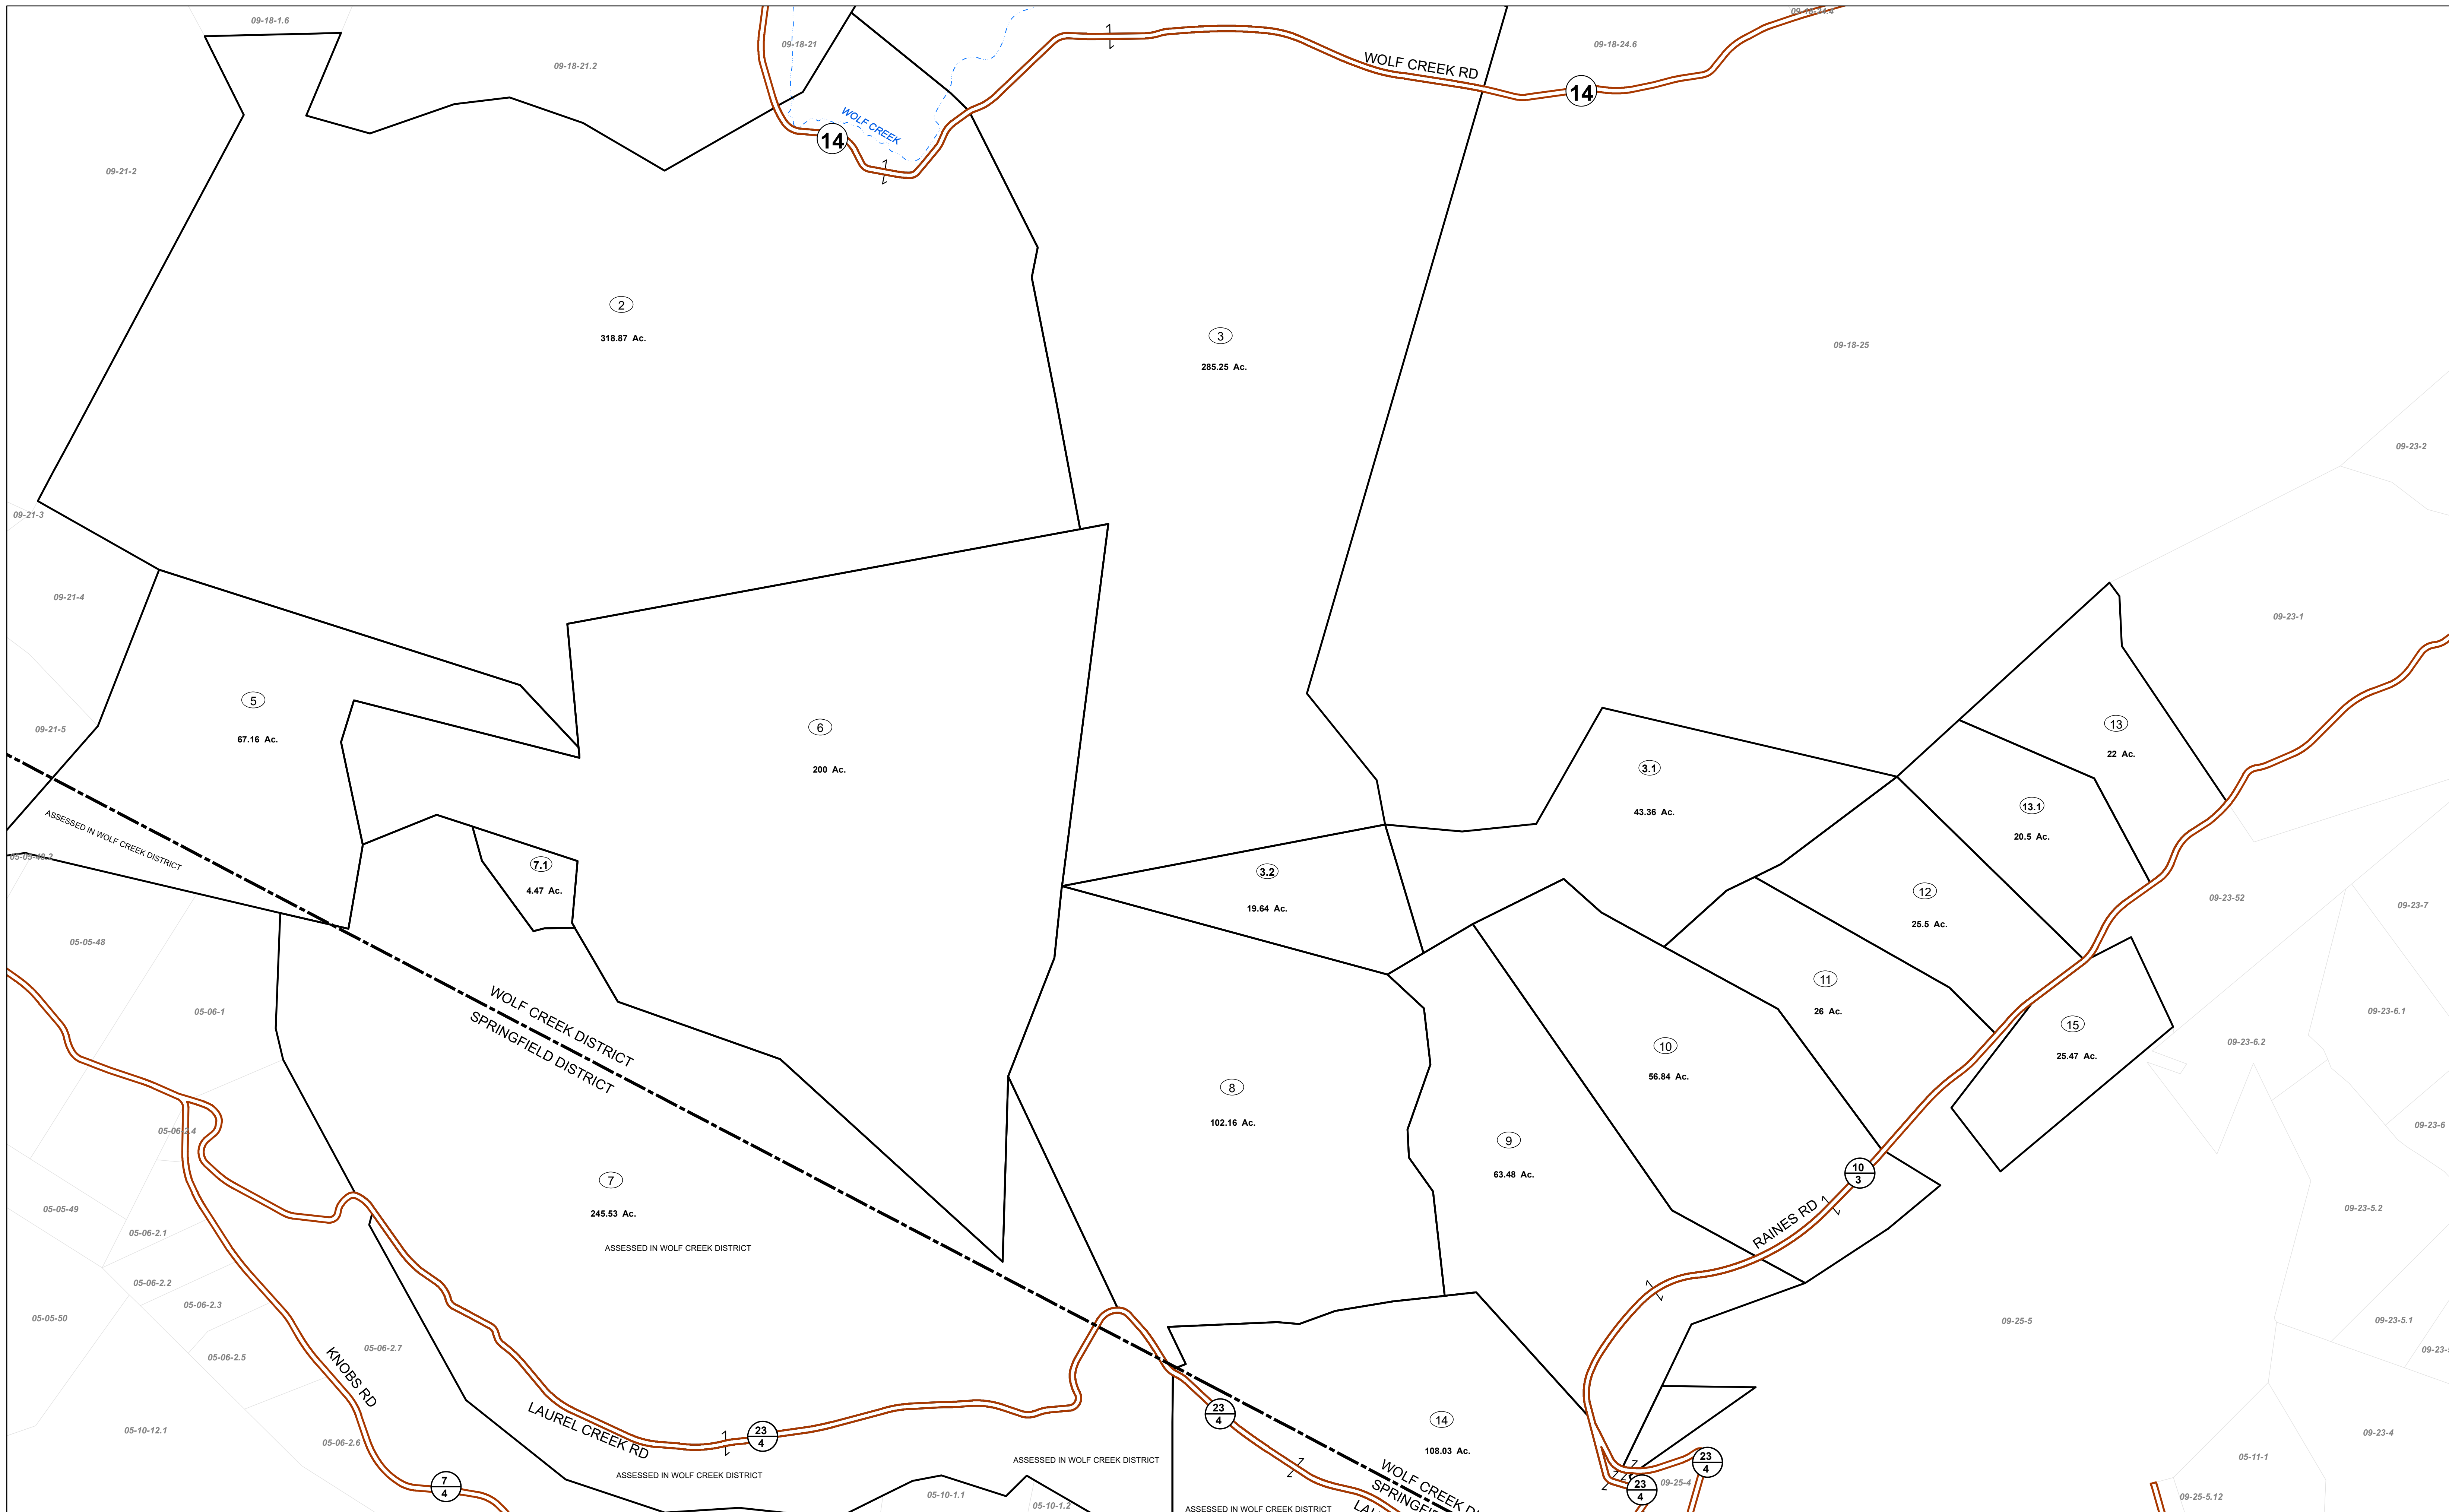 09-18-1.6
09-18-21
09-18-21.2
09-18-24.6
WOLF CREEK RD
14
WOLF CREEK
14
09-21-2
2
318.87 Ac.
3
285.25 Ac.
09-18-25
09-23-2
09-21-3
09-21-4
09-23-1
5
67.16 Ac.
09-21-5
6
200 Ac.
3.1
43.36 Ac.
13
22 Ac.
13.1
20.5 Ac.
ASSESSED IN WOLF CREEK DISTRICT
7.1
4.47 Ac.
3.2
19.64 Ac.
12
25.5 Ac.
09-23-52
09-23-7
05-05-48
05-06-1
WOLF CREEK DISTRICT
SPRINGFIELD DISTRICT
11
26 Ac.
15
25.47 Ac.
09-23-6.1
09-23-6.2
10
56.84 Ac.
8
102.16 Ac.
05-06-2.4
09-23-6
9
63.48 Ac.
10
3
RAINES RD
7
245.53 Ac.
ASSESSED IN WOLF CREEK DISTRICT
05-05-49
05-06-2.1
09-23-5.2
05-06-2.2
05-06-2.3
05-05-50
09-25-5
09-23-5.1
05-06-2.5
05-06-2.7
KNOBS RD
LAUREL CREEK RD
23
4
23
4
14
108.03 Ac.
05-10-12.1
05-06-2.6
7
4
ASSESSED IN WOLF CREEK DISTRICT
ASSESSED IN WOLF CREEK DISTRICT
05-10-1.1
05-10-1.2
ASSESSED IN WOLF CREEK DISTRICT
WOLF CREEK
23
4
23
4
09-25-4
09-23-4
05-11-1
09-25-5.12